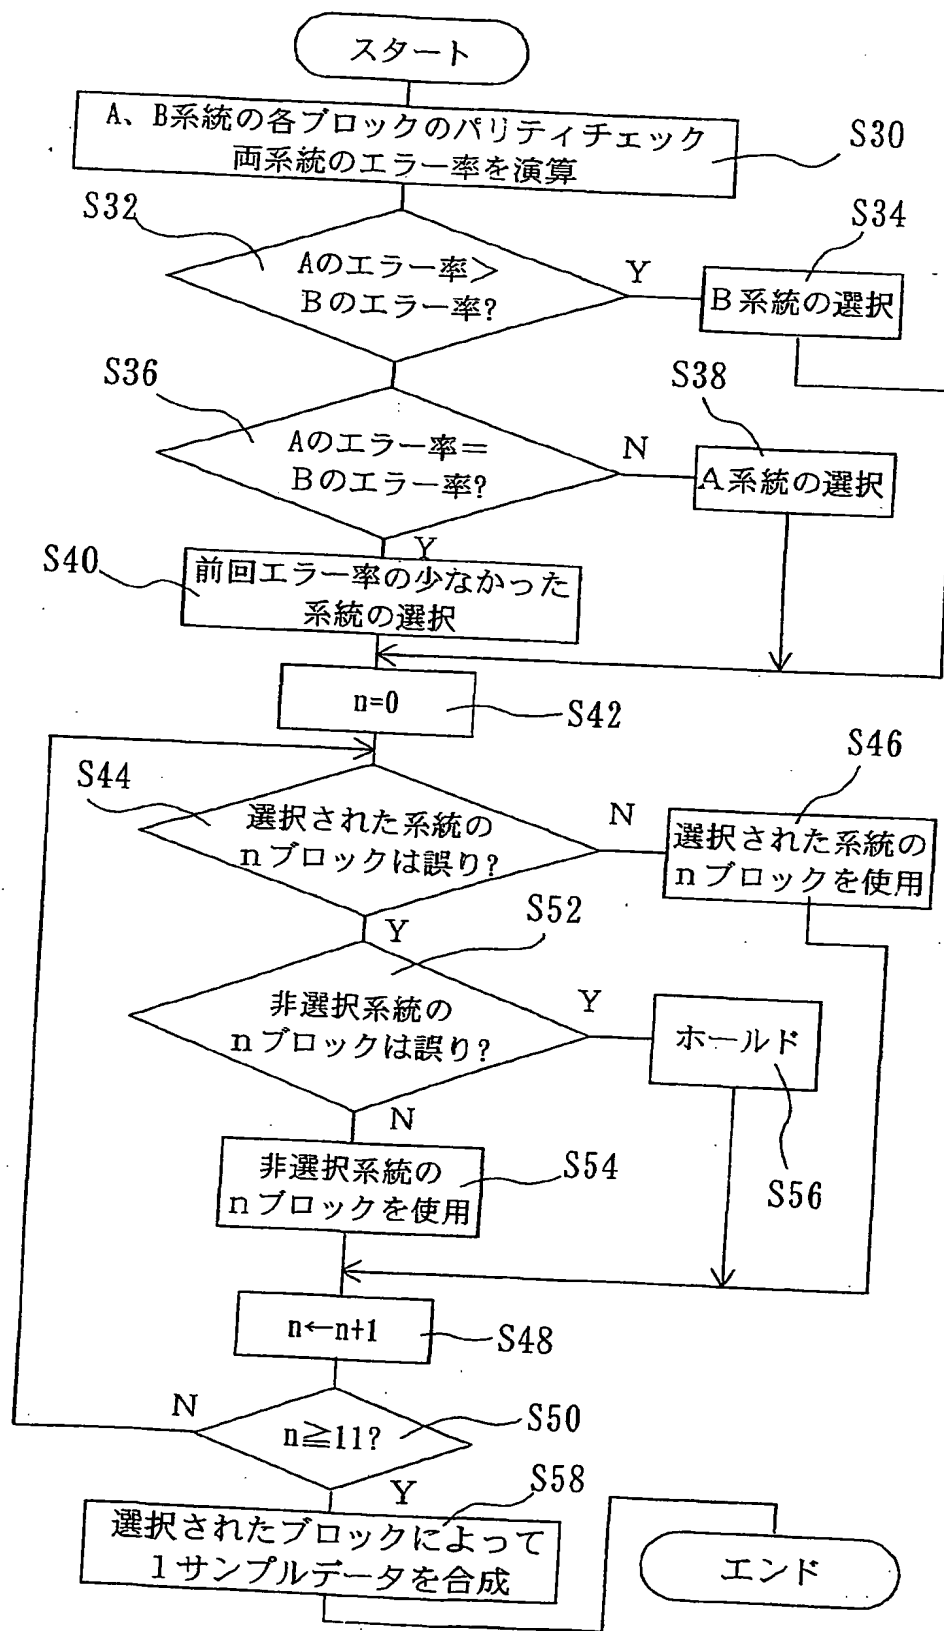 スタート
A、B系統の各ブロックのパリティチェック
両系統のエラー率を演算
S30
S32
Aのエラー率>
Bのエラー率?
Y
S34
B系統の選択
S36
Aのエラー率=
Bのエラー率?
N
S38
A系統の選択
Y
S40
前回エラー率の少なかった
系統の選択
n=0
S42
S44
選択された系統の
nブロックは誤り?
N
S46
選択された系統の
nブロックを使用
Y
S52
非選択系統の
nブロックは誤り?
Y
ホールド
S56
N
非選択系統の
nブロックを使用
S54
n←n+1
S48
N
n≧11?
S50
Y
S58
選択されたブロックによって
1サンプルデータを合成
エンド